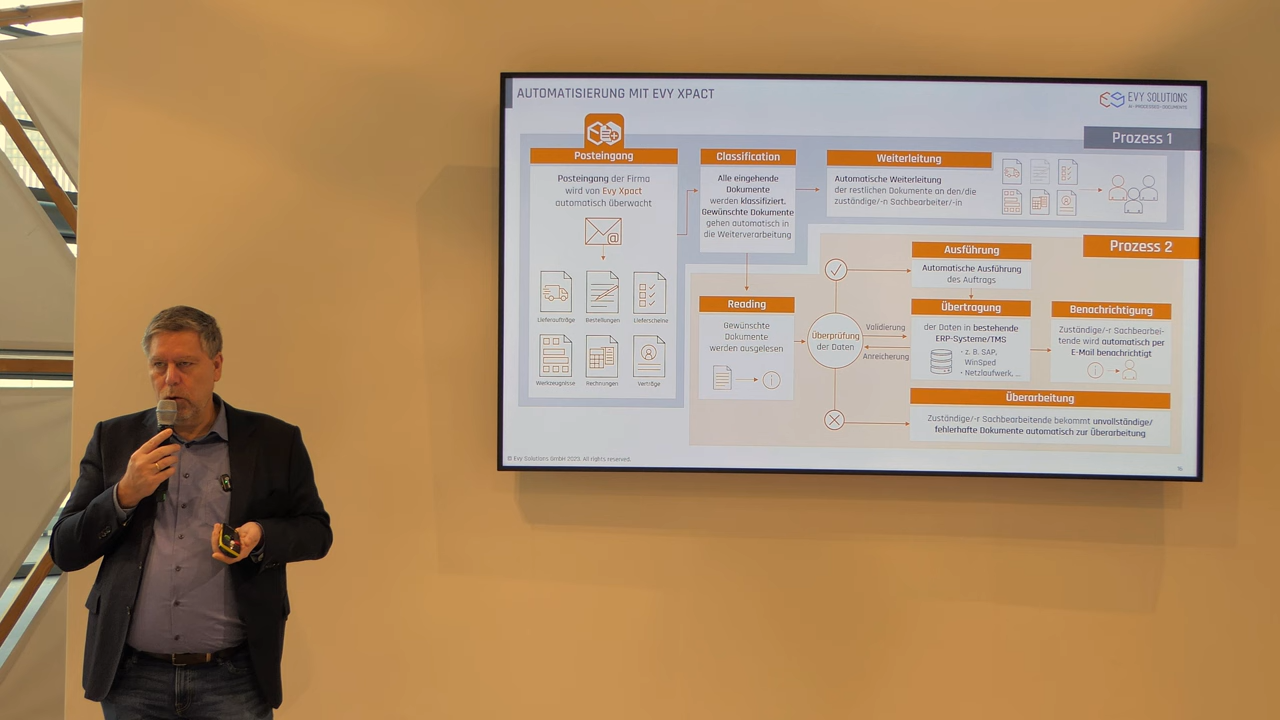 AUTOMATISIERUNG MIT EVY XPACT
EVY SOLUTIONS
AI-PROCESSED-DOCUMENTS
Prozess 1
Posteingang
Posteingang der Firma
wird von Evy Xpact
automatisch überwacht
@
Lieferaufträge
Bestellungen
Lieferscheine
Werkzeugnisse
Rechnungen
Verträge
Classification
Alle eingehende
Dokumente
werden klassifiziert.
Gewünschte Dokumente
gehen automatisch in
die Weiterverarbeitung
Weiterleitung
Automatische Weiterleitung
der restlichen Dokumente an den/die
zuständige/-n Sachbearbeiter/-in
Prozess 2
Reading
Gewünschte
Dokumente
werden ausgelesen
Überprüfung
der Daten
Validierung
Anreicherung
Ausführung
Automatische Ausführung
des Auftrags
Übertragung
der Daten in bestehende
ERP-Systeme/TMS
· z. B. SAP,
WinSped
· Netzlaufwerk, ...
Benachrichtigung
Zuständige/-r Sachbearbei-
tende wird automatisch per
E-Mail benachrichtigt
Überarbeitung
Zuständige/-r Sachbearbeitende bekommt unvollständige/
fehlerhafte Dokumente automatisch zur Überarbeitung
© Evy Solutions GmbH 2023. All rights reserved.
16